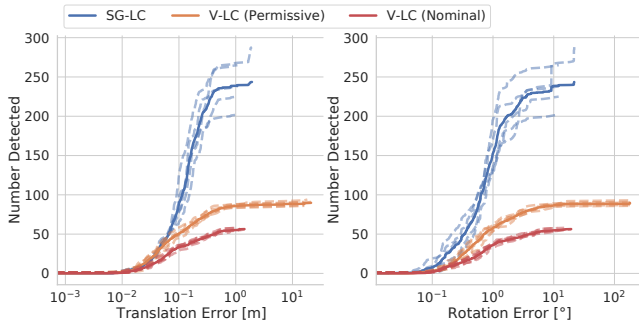 SG-LC V-LC (Permissive) V-LC (Nominal)
300 300
250 250
200 200
150 150
100 100
50 50
0 0
10⁻³ 10⁻² 10⁻¹ 10⁰ 10¹ 10⁻¹ 10⁰ 10¹ 10²
Translation Error [m] Rotation Error [°]
Number Detected Number Detected